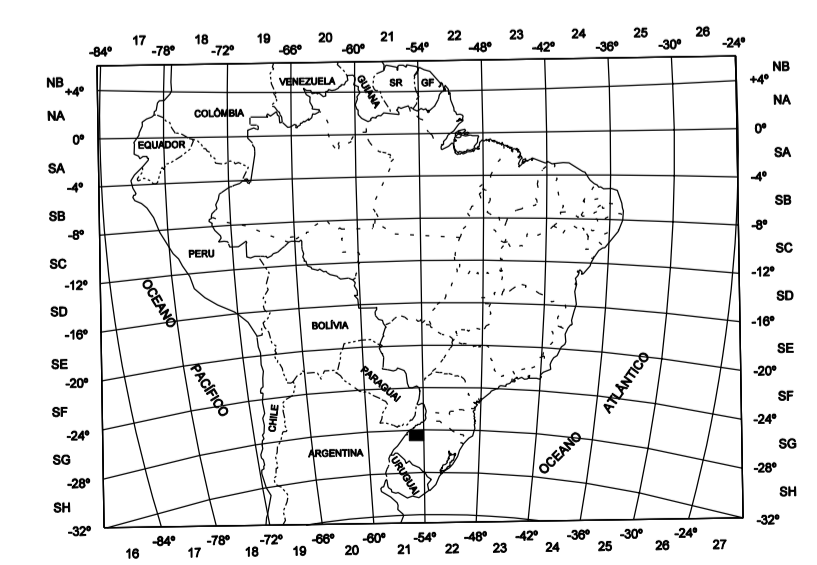 17 18 19 20 21 22 23 24 25 26
-84° -78° -72° -66° -60° -54° -48° -42° -36° -30° -24°
NB +4° VENEZUELA GUIANA SR GF +4° NB
NA COLÔMBIA NA
0° EQUADOR 0°
SA SA
-4° -4°
SB SB
-8° -8°
SC PERU SC
-12° -12°
SD OCEANO SD
-16° BOLÍVIA -16°
SE SE
-20° PACÍFICO PARAGUAI ATLÂNTICO -20°
SF CHILE SF
-24° -24°
SG ARGENTINA OCEANO SG
-28° URUGUAI -28°
SH SH
-32° -32°
-84° -78° -72° -66° -60° -54° -48° -42° -36° -30° -24°
16 17 18 19 20 21 22 23 24 25 26 27